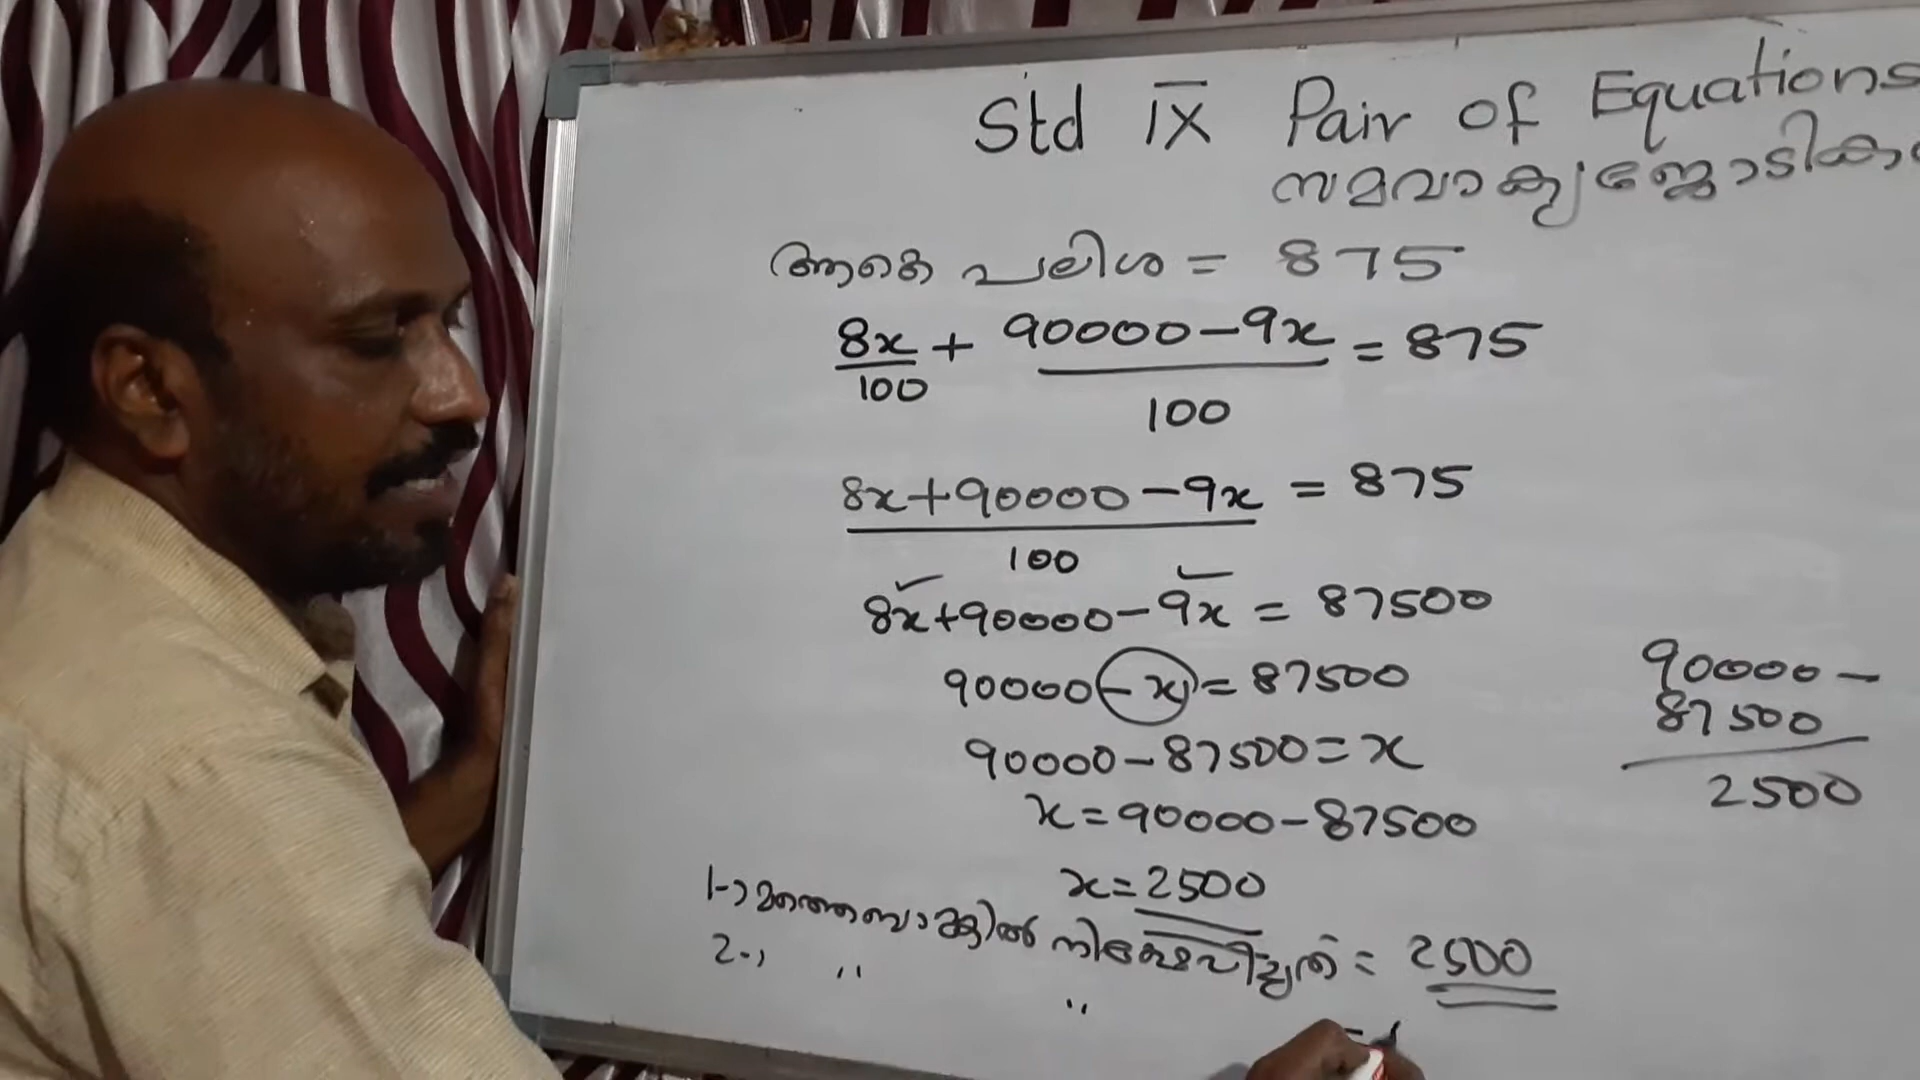 Std IX Pair of Equations
സമവാക്യജോടിക
ആകെ പലിശ = 875
8x/100 + 90000-9x/100 = 875
8x+90000-9x/100 = 875
8x+90000-9x = 87500
90000-x = 87500
90000-87500=x
x=90000-87500
x=2500
1-ാമത്തെ ബാങ്കിൽ നിക്ഷേപിച്ചത് = 2500
2-ാ " "
90000 -
87500
2500